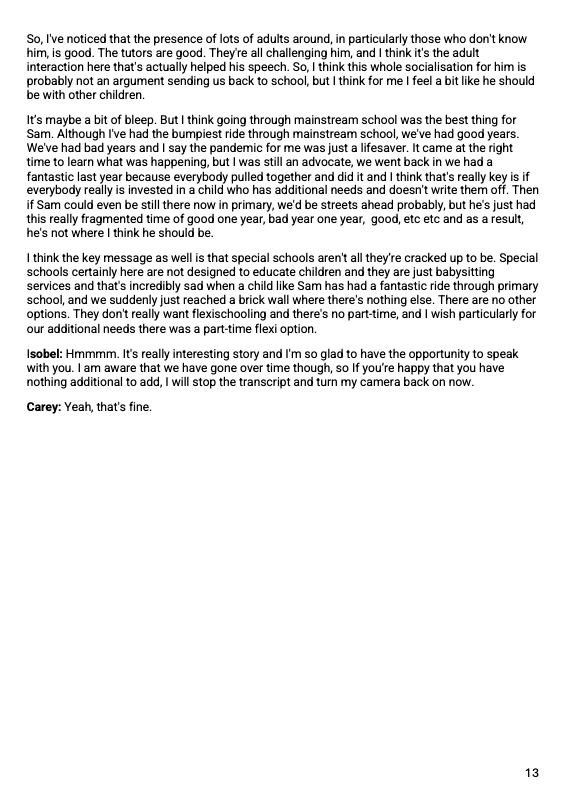 So, I've noticed that the presence of lots of adults around, in particularly those who don't know
him, is good. The tutors are good. They're all challenging him, and I think it's the adult
interaction here that's actually helped his speech. So, I think this whole socialisation for him is
probably not an argument sending us back to school, but I think for me I feel a bit like he should
be with other children.
It's maybe a bit of bleep. But I think going through mainstream school was the best thing for
Sam. Although I've had the bumpiest ride through mainstream school, we've had good years.
We've had bad years and I say the pandemic for me was just a lifesaver. It came at the right
time to learn what was happening, but I was still an advocate, we went back in we had a
fantastic last year because everybody pulled together and did it and I think that's really key is if
everybody really is invested in a child who has additional needs and doesn't write them off. Then
if Sam could even be still there now in primary, we'd be streets ahead probably, but he's just had
this really fragmented time of good one year, bad year one year,  good, etc etc and as a result,
he's not where I think he should be.
I think the key message as well is that special schools aren't all they're cracked up to be. Special
schools certainly here are not designed to educate children and they are just babysitting
services and that's incredibly sad when a child like Sam has had a fantastic ride through primary
school, and we suddenly just reached a brick wall where there's nothing else. There are no other
options. They don't really want flexischooling and there's no part-time, and I wish particularly for
our additional needs there was a part-time flexi option.
Isobel: Hmmmm. It's really interesting story and I'm so glad to have the opportunity to speak
with you. I am aware that we have gone over time though, so If you're happy that you have
nothing additional to add, I will stop the transcript and turn my camera back on now.
Carey: Yeah, that's fine.
13